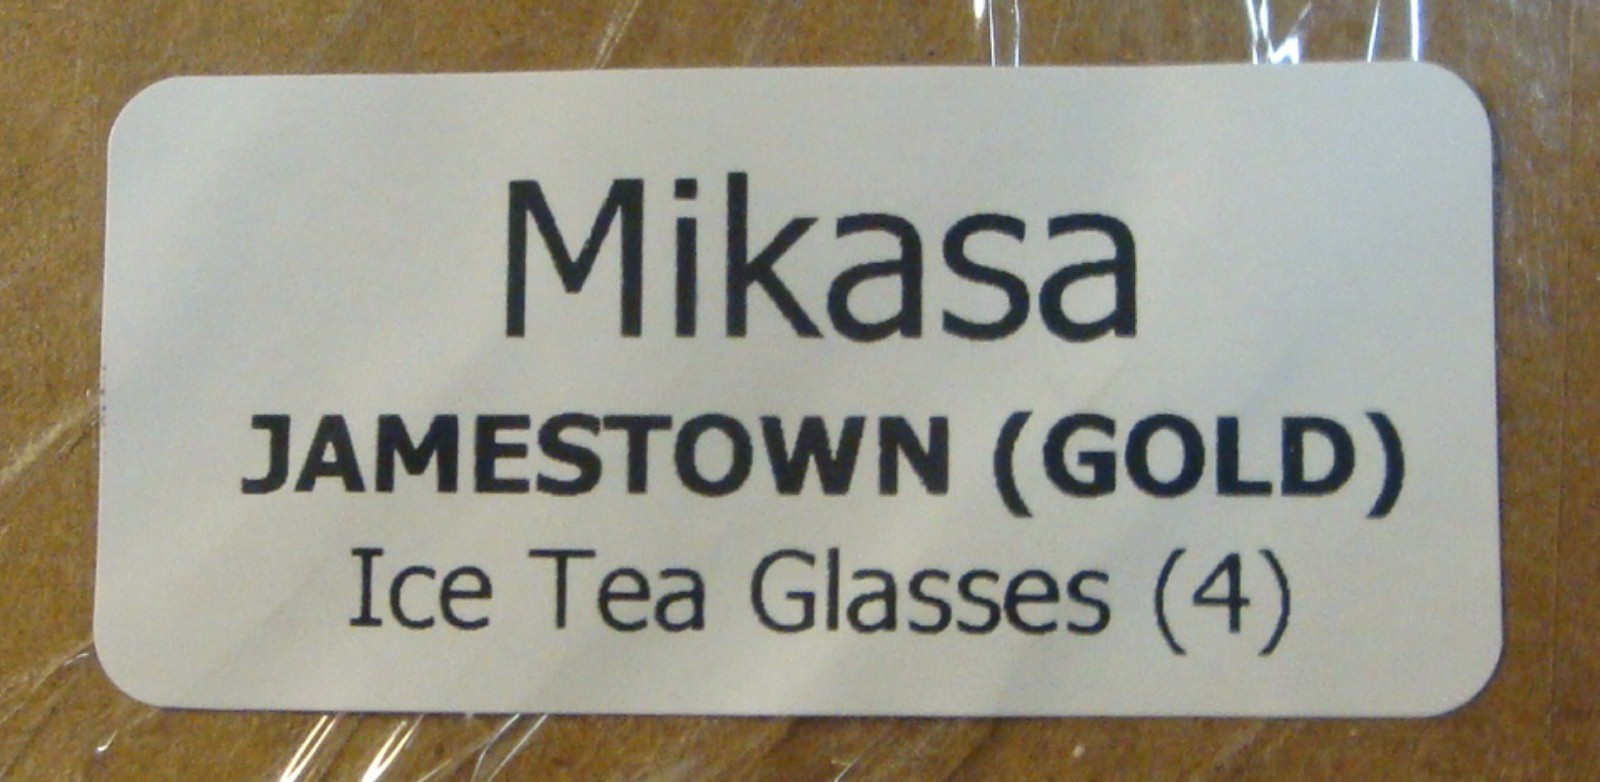 Mikasa
JAMESTOWN (GOLD)
Ice Tea Glasses (4)